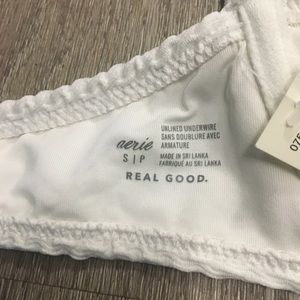 aerie
S | P
UNLINED UNDERWIRE
SANS DOUBLURE AVEC
ARMATURE
MADE IN SRI LANKA
FABRIQUÉ AU SRI LANKA
REAL GOOD.